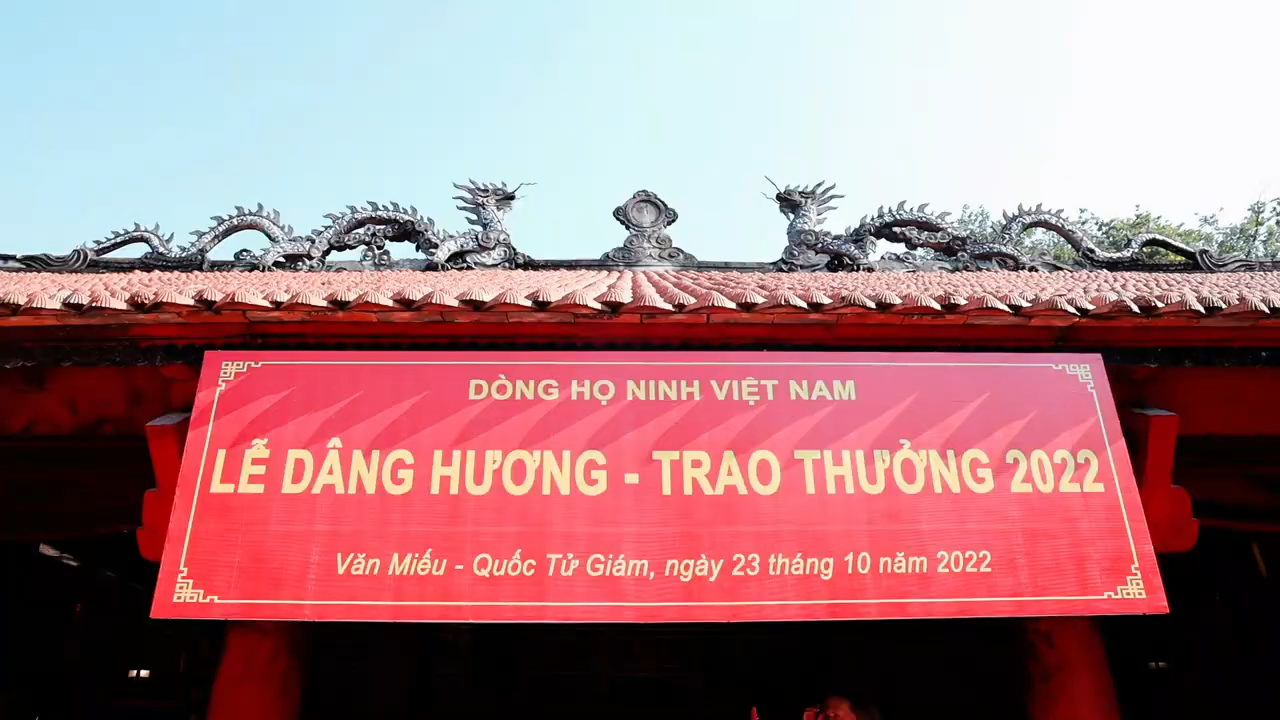 DÒNG HỌ NINH VIỆT NAM
LỄ DÂNG HƯƠNG - TRAO THƯỞNG 2022
Văn Miếu - Quốc Tử Giám, ngày 23 tháng 10 năm 2022